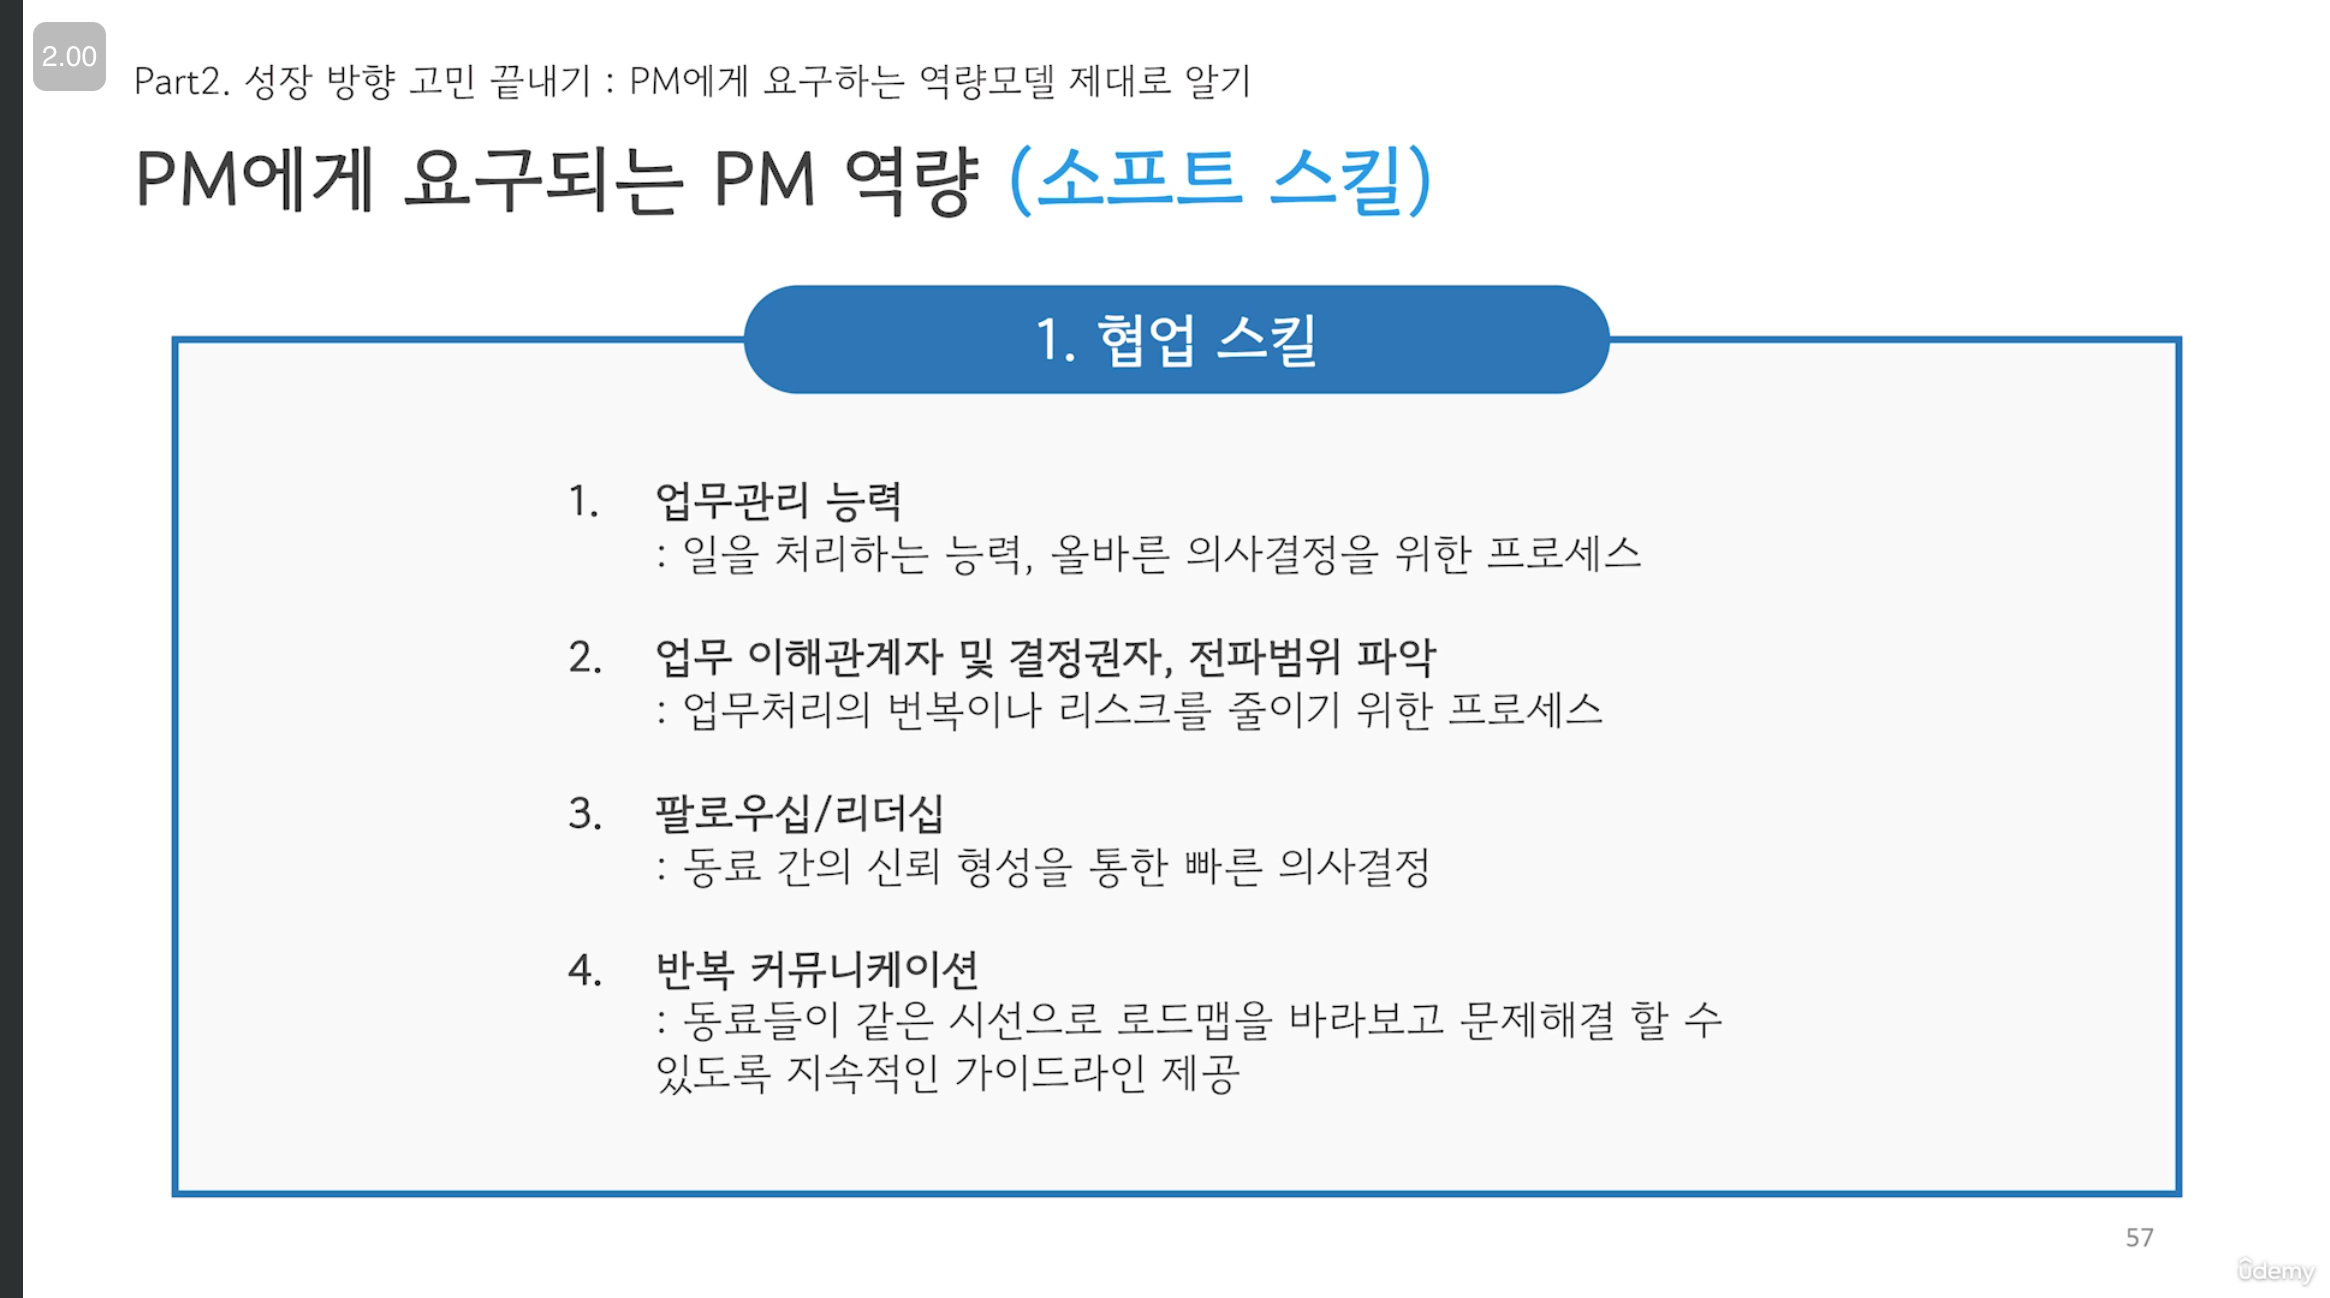 2.00
Part2. 성장 방향 고민 끝내기 : PM에게 요구하는 역량모델 제대로 알기
PM에게 요구되는 PM 역량 (소프트 스킬)
1. 협업 스킬
1. 업무관리 능력
: 일을 처리하는 능력, 올바른 의사결정을 위한 프로세스
2. 업무 이해관계자 및 결정권자, 전파범위 파악
: 업무처리의 번복이나 리스크를 줄이기 위한 프로세스
3. 팔로우십/리더십
: 동료 간의 신뢰 형성을 통한 빠른 의사결정
4. 반복 커뮤니케이션
: 동료들이 같은 시선으로 로드맵을 바라보고 문제해결 할 수
있도록 지속적인 가이드라인 제공
57
ûdemy